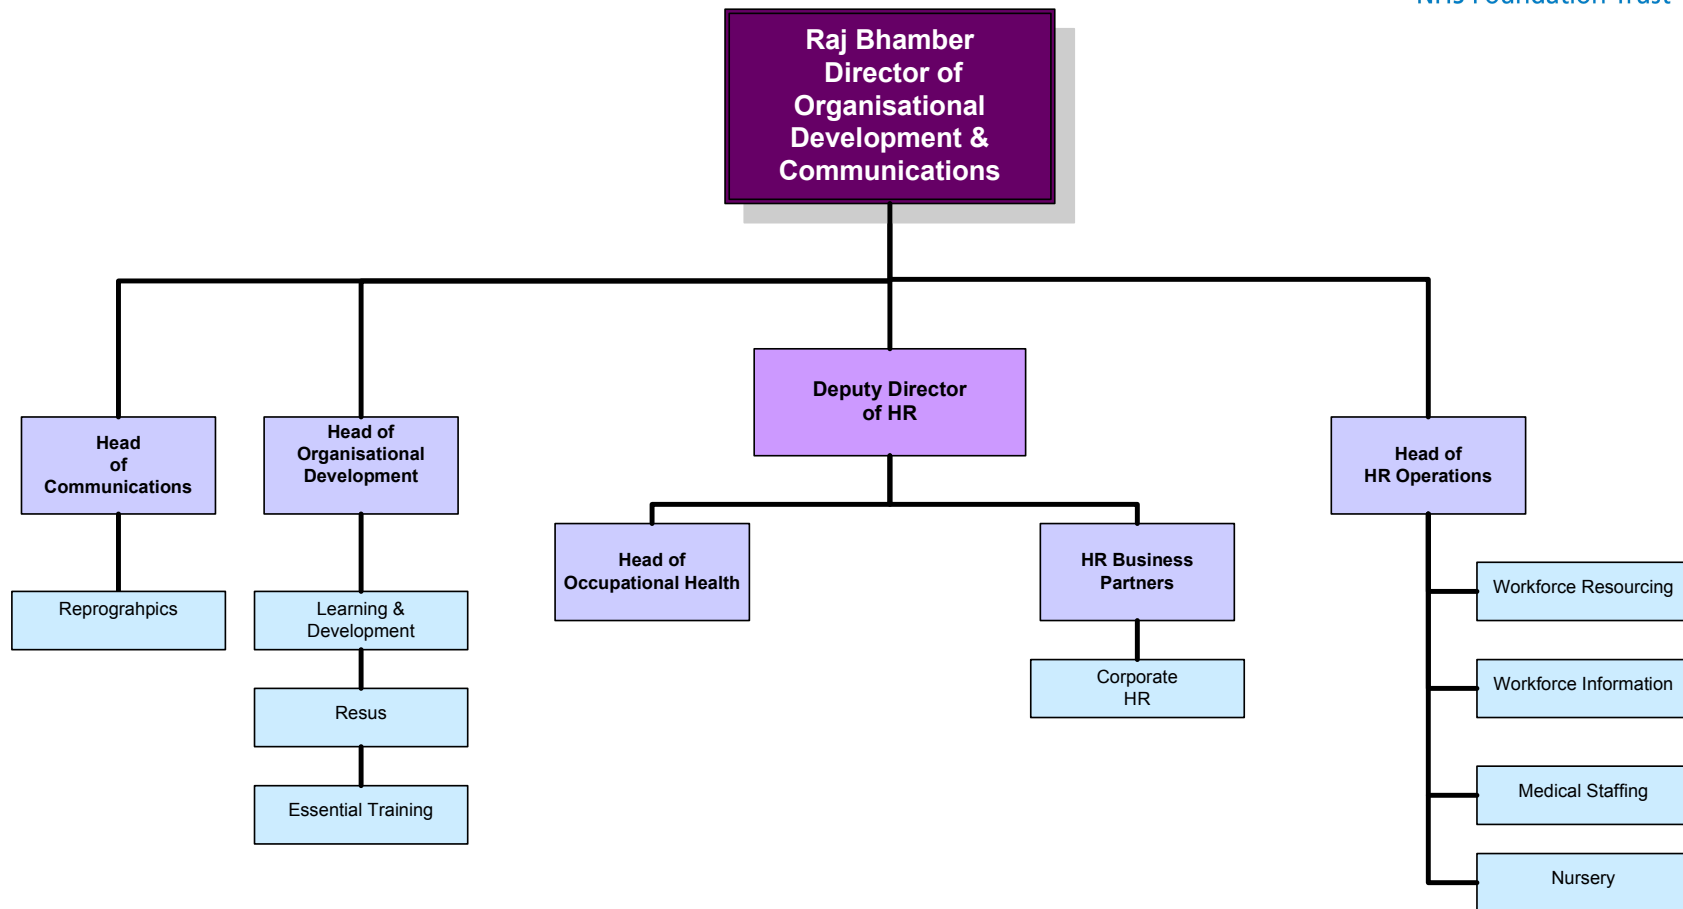 NHS Foundation Trust
Raj Bhamber
Director of
Organisational
Development &
Communications
Deputy Director
of HR
Head
of
Communications
Head of
Organisational
Development
Head of
HR Operations
Head of
Occupational Health
HR Business
Partners
Reprograhpics
Learning &
Development
Resus
Essential Training
Corporate
HR
Workforce Resourcing
Workforce Information
Medical Staffing
Nursery